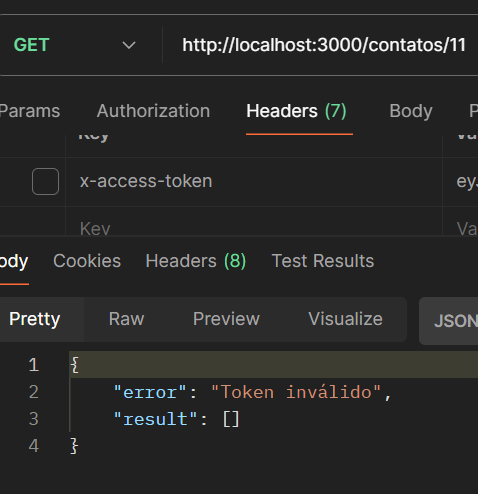 GET http://localhost:3000/contatos/11
Params Authorization Headers (7) Body P
Key Va
x-access-token eyJ
Key Va
ody Cookies Headers (8) Test Results
Pretty Raw Preview Visualize JSON
1 {
2 "error": "Token inválido",
3 "result": []
4 }